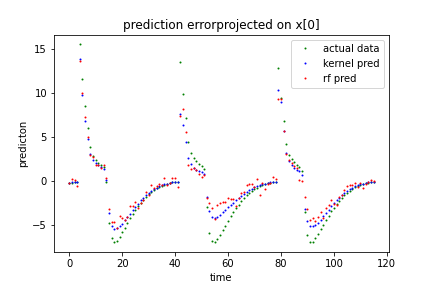 prediction errorprojected on x[0]
actual data
kernel pred
rf pred
predicton
15
10
5
0
−5
0
20
40
60
80
100
120
time